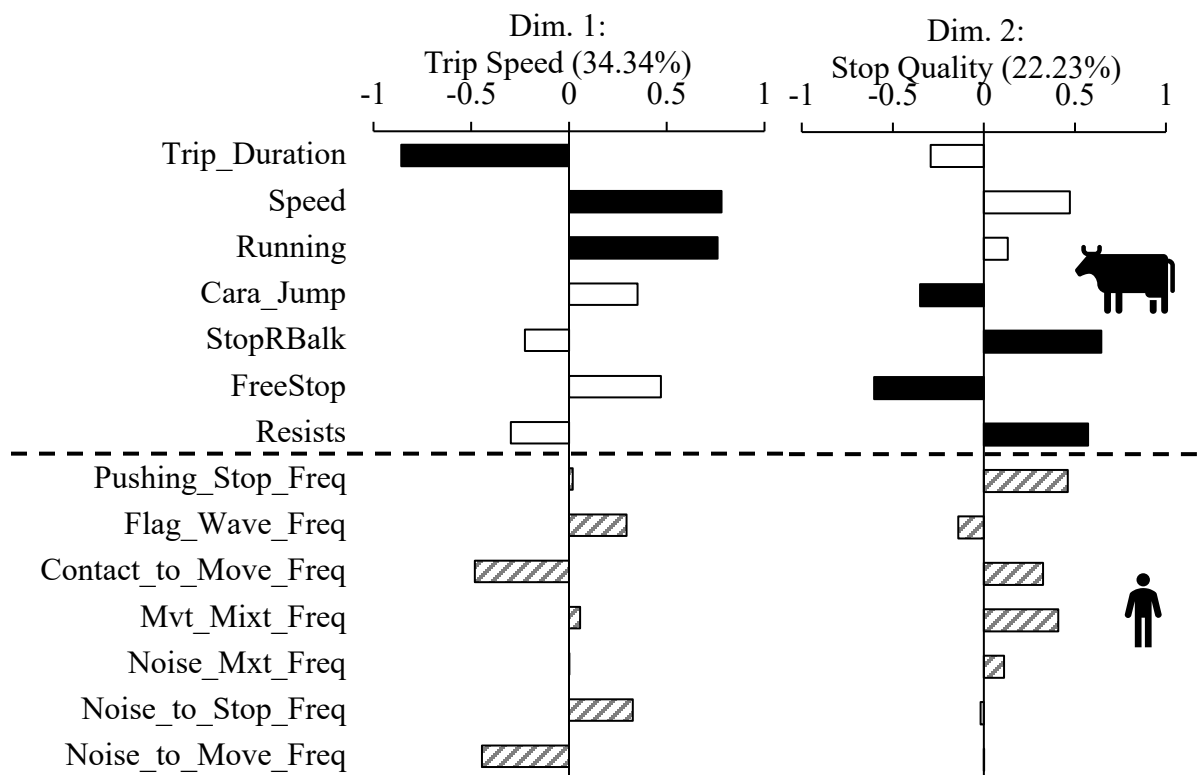 Dim. 1:
Trip Speed (34.34%)
Dim. 2:
Stop Quality (22.23%)
-1 -0.5 0 0.5 1
-1 -0.5 0 0.5 1
Trip_Duration
Speed
Running
Cara_Jump
StopRBalk
FreeStop
Resists
Pushing_Stop_Freq
Flag_Wave_Freq
Contact_to_Move_Freq
Mvt_Mixt_Freq
Noise_Mxt_Freq
Noise_to_Stop_Freq
Noise_to_Move_Freq